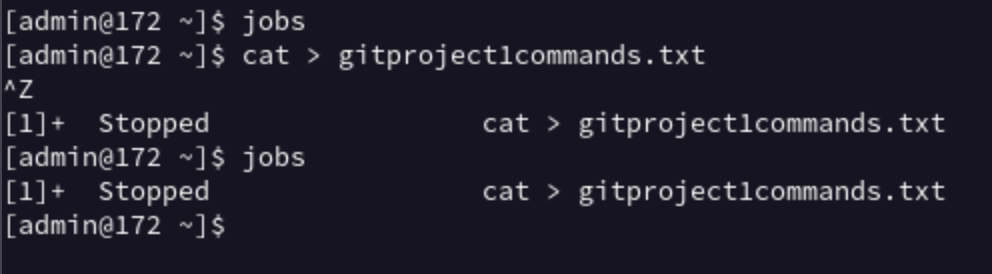 [admin@172 ~]$ jobs
[admin@172 ~]$ cat > gitproject1commands.txt
^Z
[1]+  Stopped                 cat > gitproject1commands.txt
[admin@172 ~]$ jobs
[1]+  Stopped                 cat > gitproject1commands.txt
[admin@172 ~]$